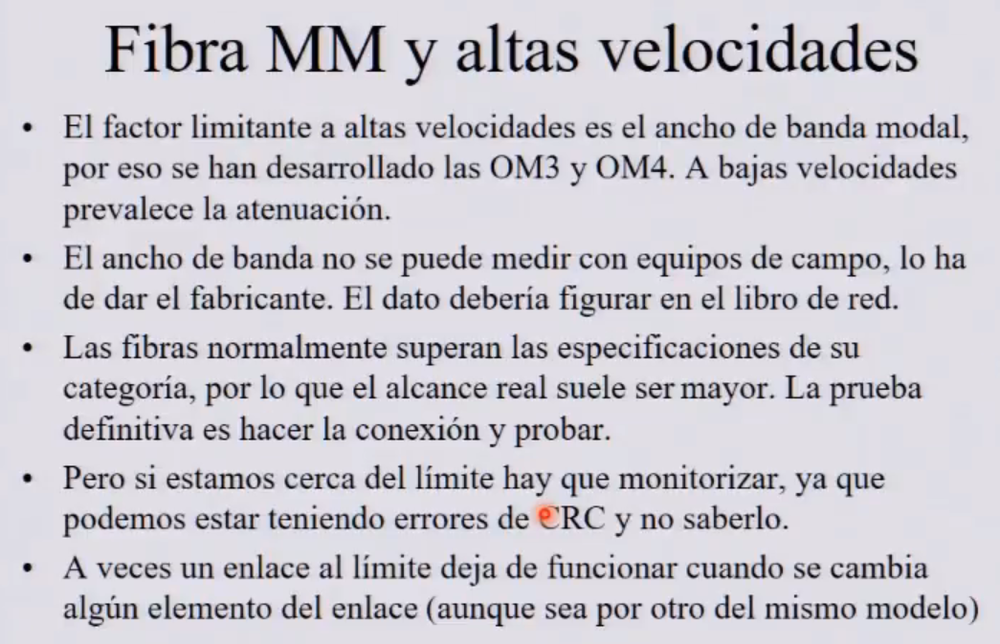 Fibra MM y altas velocidades
• El factor limitante a altas velocidades es el ancho de banda modal,
por eso se han desarrollado las OM3 y OM4. A bajas velocidades
prevalece la atenuación.
• El ancho de banda no se puede medir con equipos de campo, lo ha
de dar el fabricante. El dato debería figurar en el libro de red.
• Las fibras normalmente superan las especificaciones de su
categoría, por lo que el alcance real suele ser mayor. La prueba
definitiva es hacer la conexión y probar.
• Pero si estamos cerca del límite hay que monitorizar, ya que
podemos estar teniendo errores de CRC y no saberlo.
• A veces un enlace al límite deja de funcionar cuando se cambia
algún elemento del enlace (aunque sea por otro del mismo modelo)